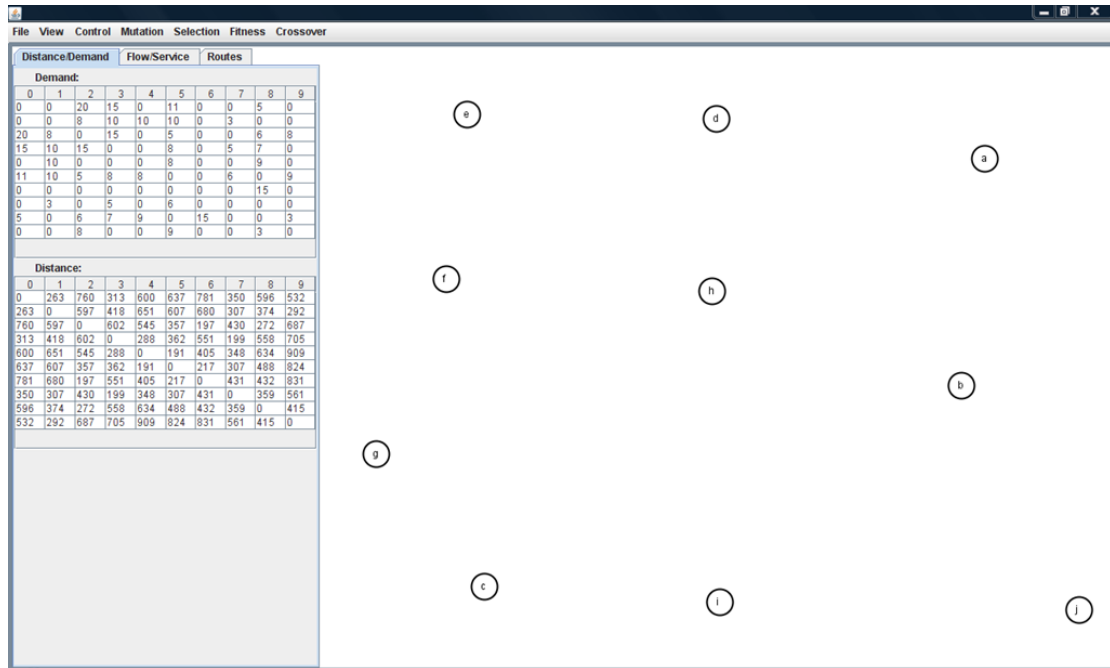 File View Control Mutation Selection Fitness Crossover
Distance/Demand Flow/Service Routes
Demand:
0 1 2 3 4 5 6 7 8 9
0 0 20 15 0 11 0 0 5 0
0 0 8 10 10 10 0 3 0 0
20 8 0 15 0 5 0 0 6 8
15 10 15 0 0 8 0 5 7 0
0 10 0 0 0 8 0 0 9 0
11 10 5 8 8 0 0 6 0 9
0 0 0 0 0 0 0 0 15 0
0 3 0 5 0 6 0 0 0 0
5 0 6 7 9 0 15 0 0 3
0 0 8 0 0 9 0 0 3 0
Distance:
0 1 2 3 4 5 6 7 8 9
0 263 760 313 600 637 781 350 596 532
263 0 597 418 651 607 680 307 374 292
760 597 0 602 545 357 197 430 272 687
313 418 602 0 288 362 551 199 558 705
600 651 545 288 0 191 405 348 634 909
637 607 357 362 191 0 217 307 488 824
781 680 197 551 405 217 0 431 432 831
350 307 430 199 348 307 431 0 359 561
596 374 272 558 634 488 432 359 0 415
532 292 687 705 909 824 831 561 415 0
e
d
a
f
h
b
g
c
i
j